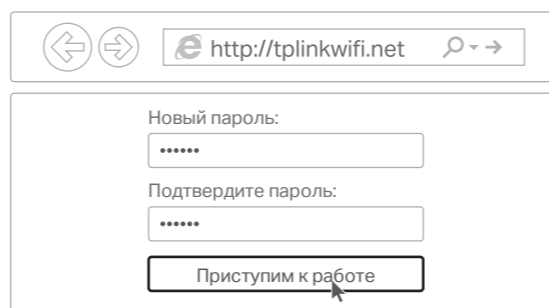 http://tplinkwifi.net
Новый пароль:
••••••
Подтвердите пароль:
••••••
Приступим к работе